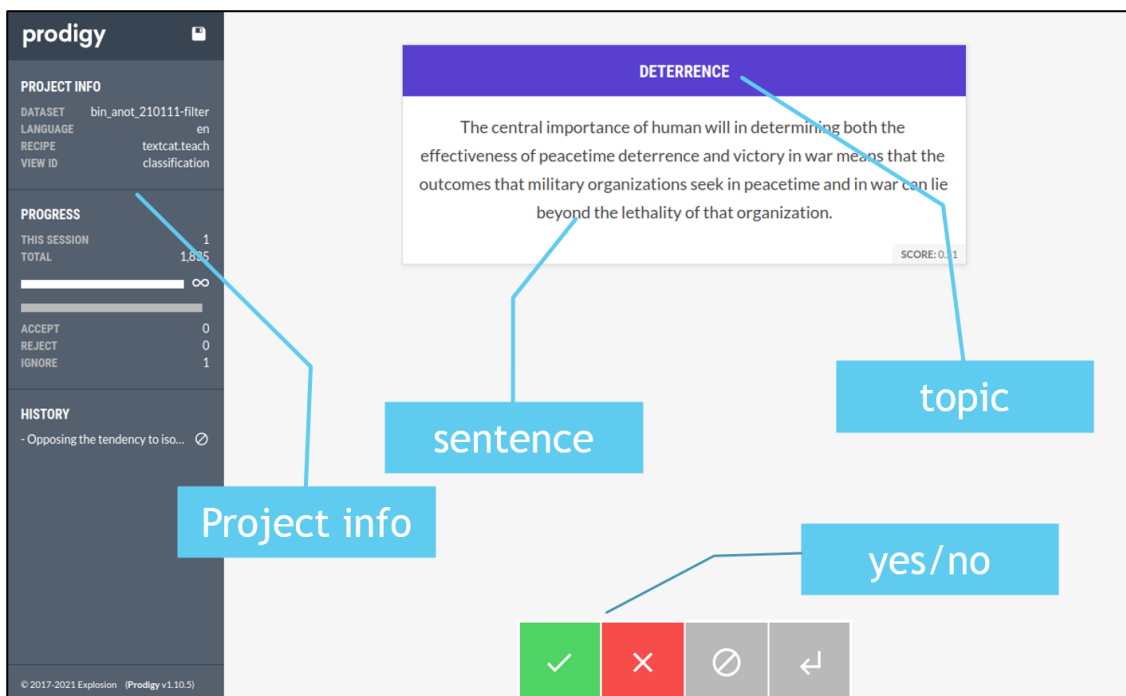 prodigy
PROJECT INFO
DATASET bin_anot_210111-filter
LANGUAGE en
RECIPE textcat.teach
VIEW ID classification
PROGRESS
THIS SESSION 1
TOTAL 1,835
∞
ACCEPT 0
REJECT 0
IGNORE 1
HISTORY
- Opposing the tendency to iso...
© 2017-2021 Explosion (Prodigy v1.10.5)
DETERRENCE
The central importance of human will in determining both the
effectiveness of peacetime deterrence and victory in war means that the
outcomes that military organizations seek in peacetime and in war can lie
beyond the lethality of that organization.
SCORE:
topic
sentence
Project info
yes/no